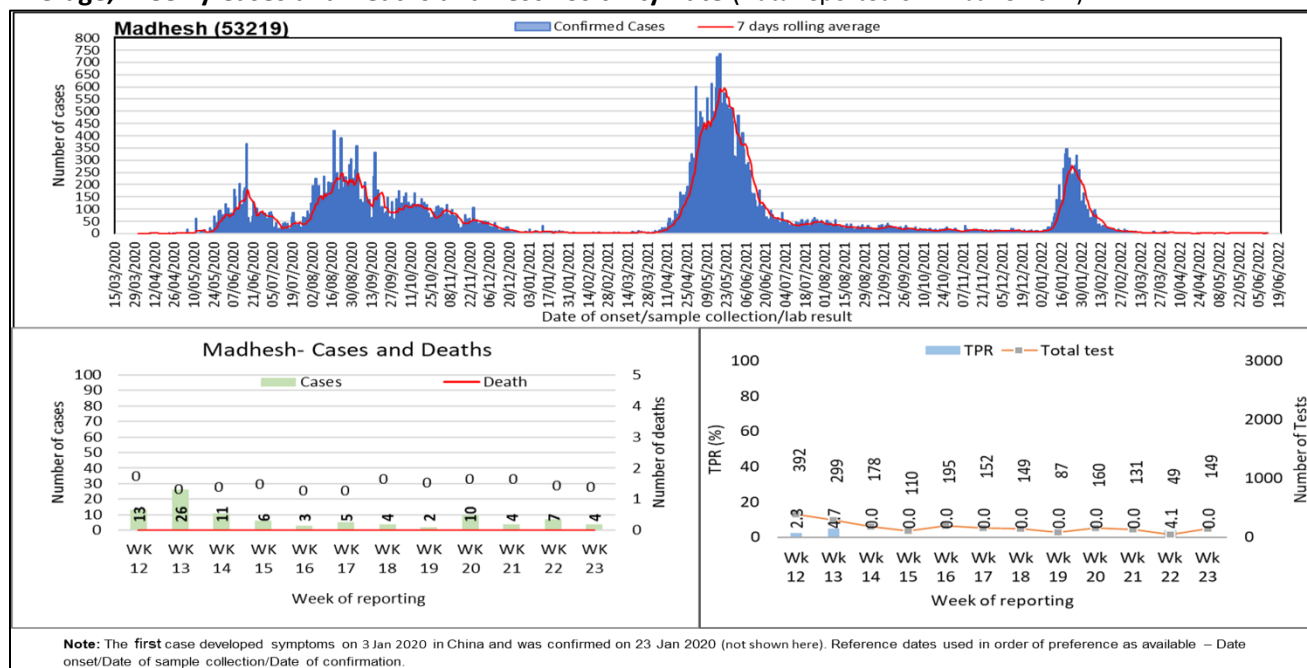 Madhesh (53219)
Confirmed Cases 7 days rolling average
Number of cases
800
750
700
650
600
550
500
450
400
350
300
250
200
150
100
50
0
15/03/2020 29/03/2020 12/04/2020 26/04/2020 10/05/2020 24/05/2020 07/06/2020 21/06/2020 05/07/2020 19/07/2020 02/08/2020 16/08/2020 30/08/2020 13/09/2020 27/09/2020 11/10/2020 25/10/2020 08/11/2020 22/11/2020 06/12/2020 20/12/2020 03/01/2021 17/01/2021 31/01/2021 14/02/2021 28/02/2021 14/03/2021 28/03/2021 11/04/2021 25/04/2021 09/05/2021 23/05/2021 06/06/2021 20/06/2021 04/07/2021 18/07/2021 01/08/2021 15/08/2021 29/08/2021 12/09/2021 26/09/2021 10/10/2021 24/10/2021 07/11/2021 21/11/2021 05/12/2021 19/12/2021 02/01/2022 16/01/2022 30/01/2022 13/02/2022 27/02/2022 13/03/2022 27/03/2022 10/04/2022 24/04/2022 08/05/2022 22/05/2022 05/06/2022 19/06/2022
Date of onset/sample collection/lab result
Madhesh- Cases and Deaths
Cases Death
Number of cases
100
90
80
70
60
50
40
30
20
10
0
0 0 0 0 0 0 0 0 0 0 0 0
13 26 11 6 3 5 4 2 10 4 7 4
5
4
3
2
1
0
Number of deaths
WK WK WK WK WK WK WK WK WK WK WK WK
12 13 14 15 16 17 18 19 20 21 22 23
Week of reporting
TPR Total test
TPR (%)
100
80
60
40
20
0
392 299 178 110 195 152 149 87 160 131 49 149
2.3 4.7 0.0 0.0 0.0 0.0 0.0 0.0 0.0 0.0 4.1 0.0
3000
2000
1000
0
Number of Tests
Wk Wk Wk Wk Wk Wk Wk Wk Wk Wk Wk Wk
12 13 14 15 16 17 18 19 20 21 22 23
Week of reporting
Note: The first case developed symptoms on 3 Jan 2020 in China and was confirmed on 23 Jan 2020 (not shown here). Reference dates used in order of preference as available – Date
onset/Date of sample collection/Date of confirmation.